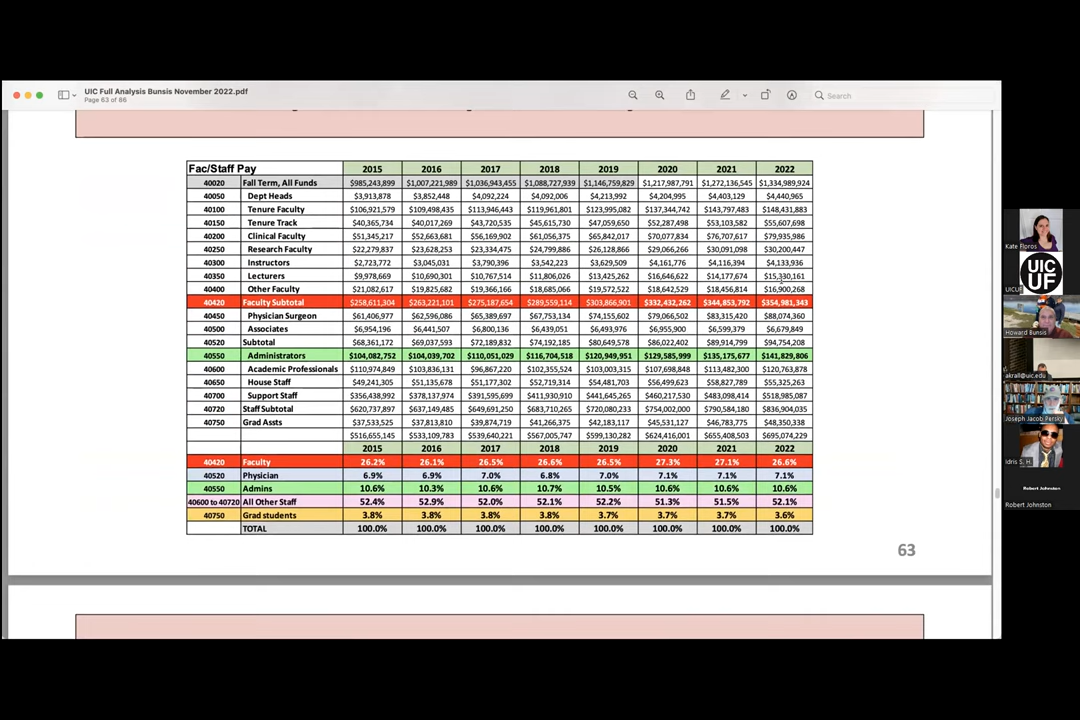 UIC Full Analysis Bunsis November 2022.pdf
Page 63 of 86
Search
Fac/Staff Pay 2015 2016 2017 2018 2019 2020 2021 2022
40020 Fall Term, All Funds $985,243,899 $1,007,221,989 $1,036,943,455 $1,088,727,939 $1,146,759,829 $1,217,987,791 $1,272,136,545 $1,334,989,924
40050 Dept Heads $3,913,878 $3,852,448 $4,092,224 $4,092,006 $4,213,992 $4,204,995 $4,403,129 $4,440,965
40100 Tenure Faculty $106,921,579 $109,498,435 $113,946,443 $119,961,801 $123,995,082 $137,344,742 $143,797,483 $148,431,883
40150 Tenure Track $40,365,734 $40,017,269 $43,720,535 $45,615,730 $47,059,650 $52,287,498 $53,103,582 $55,607,698
40200 Clinical Faculty $51,345,217 $52,663,681 $56,169,902 $61,056,375 $65,842,017 $70,077,834 $76,707,617 $79,935,986
40250 Research Faculty $22,279,837 $23,628,253 $23,334,475 $24,799,886 $26,128,866 $29,066,266 $30,091,098 $30,200,447
40300 Instructors $2,723,772 $3,045,031 $3,790,396 $3,542,223 $3,629,509 $4,161,776 $4,116,394 $4,133,936
40350 Lecturers $9,978,669 $10,690,301 $10,767,514 $11,806,026 $13,425,262 $16,646,622 $14,177,674 $15,330,161
40400 Other Faculty $21,082,617 $19,825,682 $19,366,166 $18,685,066 $19,572,522 $18,642,529 $18,456,814 $16,900,268
40420 Faculty Subtotal $258,611,304 $263,221,101 $275,187,654 $289,559,114 $303,866,901 $332,432,262 $344,853,792 $354,981,343
40450 Physician Surgeon $61,406,977 $62,596,086 $65,389,697 $67,753,134 $74,155,602 $79,066,502 $83,315,420 $88,074,360
40500 Associates $6,954,196 $6,441,507 $6,800,136 $6,439,051 $6,493,976 $6,955,900 $6,599,379 $6,679,849
40520 Subtotal $68,361,172 $69,037,593 $72,189,832 $74,192,185 $80,649,578 $86,022,402 $89,914,799 $94,754,208
40550 Administrators $104,082,752 $104,039,702 $110,051,029 $116,704,518 $120,949,951 $129,585,999 $135,175,677 $141,829,806
40600 Academic Professionals $110,974,849 $103,836,131 $96,867,220 $102,355,524 $103,003,315 $107,698,848 $113,482,300 $120,763,878
40650 House Staff $49,241,305 $51,135,678 $51,177,302 $52,719,314 $54,481,703 $56,499,623 $58,827,789 $55,325,263
40700 Support Staff $356,438,992 $378,137,974 $391,595,699 $411,930,910 $441,645,265 $460,217,530 $483,098,414 $518,985,087
40720 Staff Subtotal $620,737,897 $637,149,485 $649,691,250 $683,710,265 $720,080,233 $754,002,000 $790,584,180 $836,904,035
40750 Grad Assts $37,533,525 $37,813,810 $39,874,719 $41,266,375 $42,183,117 $45,531,127 $46,783,775 $48,350,338
$516,655,145 $533,109,783 $539,640,221 $567,005,747 $599,130,282 $624,416,001 $655,408,503 $695,074,229
2015 2016 2017 2018 2019 2020 2021 2022
40420 Faculty 26.2% 26.1% 26.5% 26.6% 26.5% 27.3% 27.1% 26.6%
40520 Physician 6.9% 6.9% 7.0% 6.8% 7.0% 7.1% 7.1% 7.1%
40550 Admins 10.6% 10.3% 10.6% 10.7% 10.5% 10.6% 10.6% 10.6%
40600 to 40720 All Other Staff 52.4% 52.9% 52.0% 52.1% 52.2% 51.3% 51.5% 52.1%
40750 Grad students 3.8% 3.8% 3.8% 3.8% 3.7% 3.7% 3.7% 3.6%
TOTAL 100.0% 100.0% 100.0% 100.0% 100.0% 100.0% 100.0% 100.0%
63
Kate Floros
UIC
UF
UICUF
Howard Bunsis
akrall@uic.edu
Joseph Jacob Persky
Idris S. H.
Robert Johnston
Robert Johnston